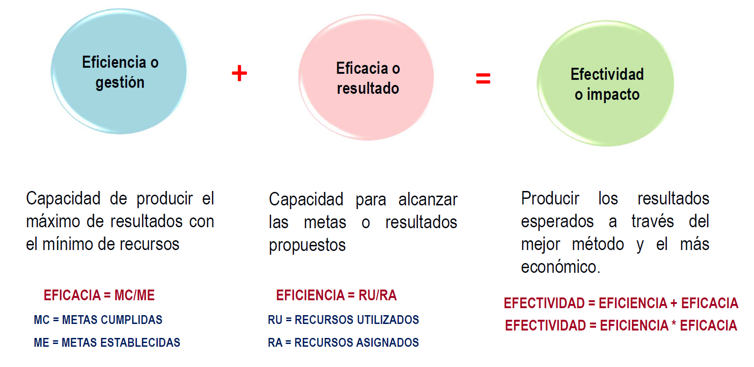 Eficiencia o
gestión
+
Eficacia o
resultado
=
Efectividad
o impacto
Capacidad de producir el
máximo de resultados con
el mínimo de recursos
EFICACIA = MC/ME
MC = METAS CUMPLIDAS
ME = METAS ESTABLECIDAS
Capacidad para alcanzar
las metas o resultados
propuestos
EFICIENCIA = RU/RA
RU = RECURSOS UTILIZADOS
RA = RECURSOS ASIGNADOS
Producir los resultados
esperados a través del
mejor método y el más
económico.
EFECTIVIDAD = EFICIENCIA + EFICACIA
EFECTIVIDAD = EFICIENCIA * EFICACIA